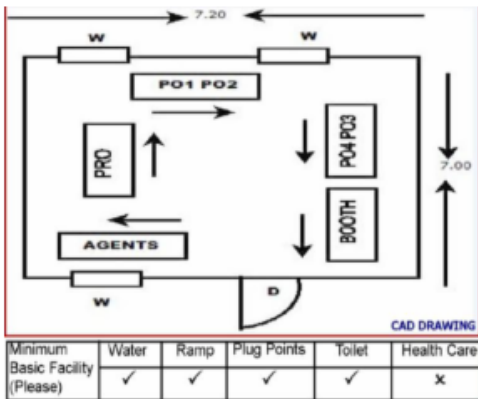 7.20
W
W
PO1 PO2
PRO
PO4 PO3
7.00
BOOTH
AGENTS
W
D
CAD DRAWING
Minimum Basic Facility (Please) Water Ramp Plug Points Toilet Health Care
✓ ✓ ✓ ✓ x